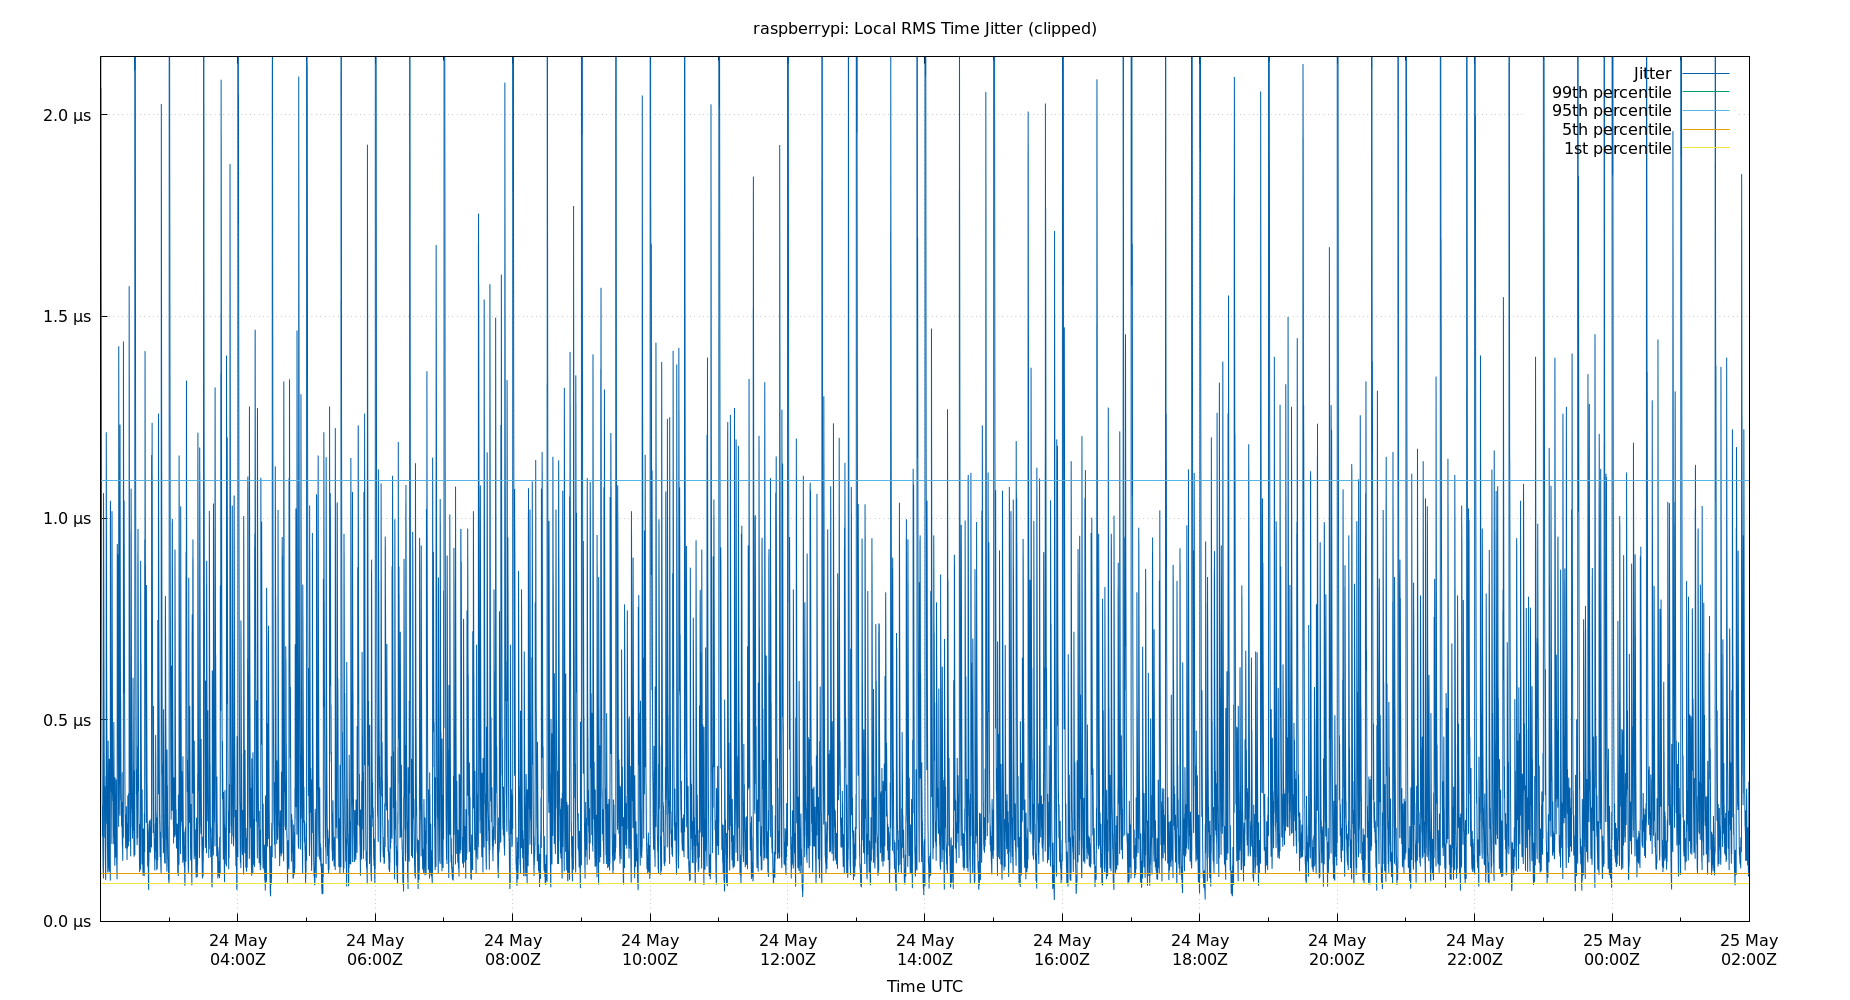 raspberrypi: Local RMS Time Jitter (clipped)
Jitter
99th percentile
95th percentile
5th percentile
1st percentile
2.0 µs
1.5 µs
1.0 µs
0.5 µs
0.0 µs
24 May 24 May 24 May 24 May 24 May 24 May 24 May 24 May 24 May 24 May 25 May 25 May
04:00Z 06:00Z 08:00Z 10:00Z 12:00Z 14:00Z 16:00Z 18:00Z 20:00Z 22:00Z 00:00Z 02:00Z
Time UTC